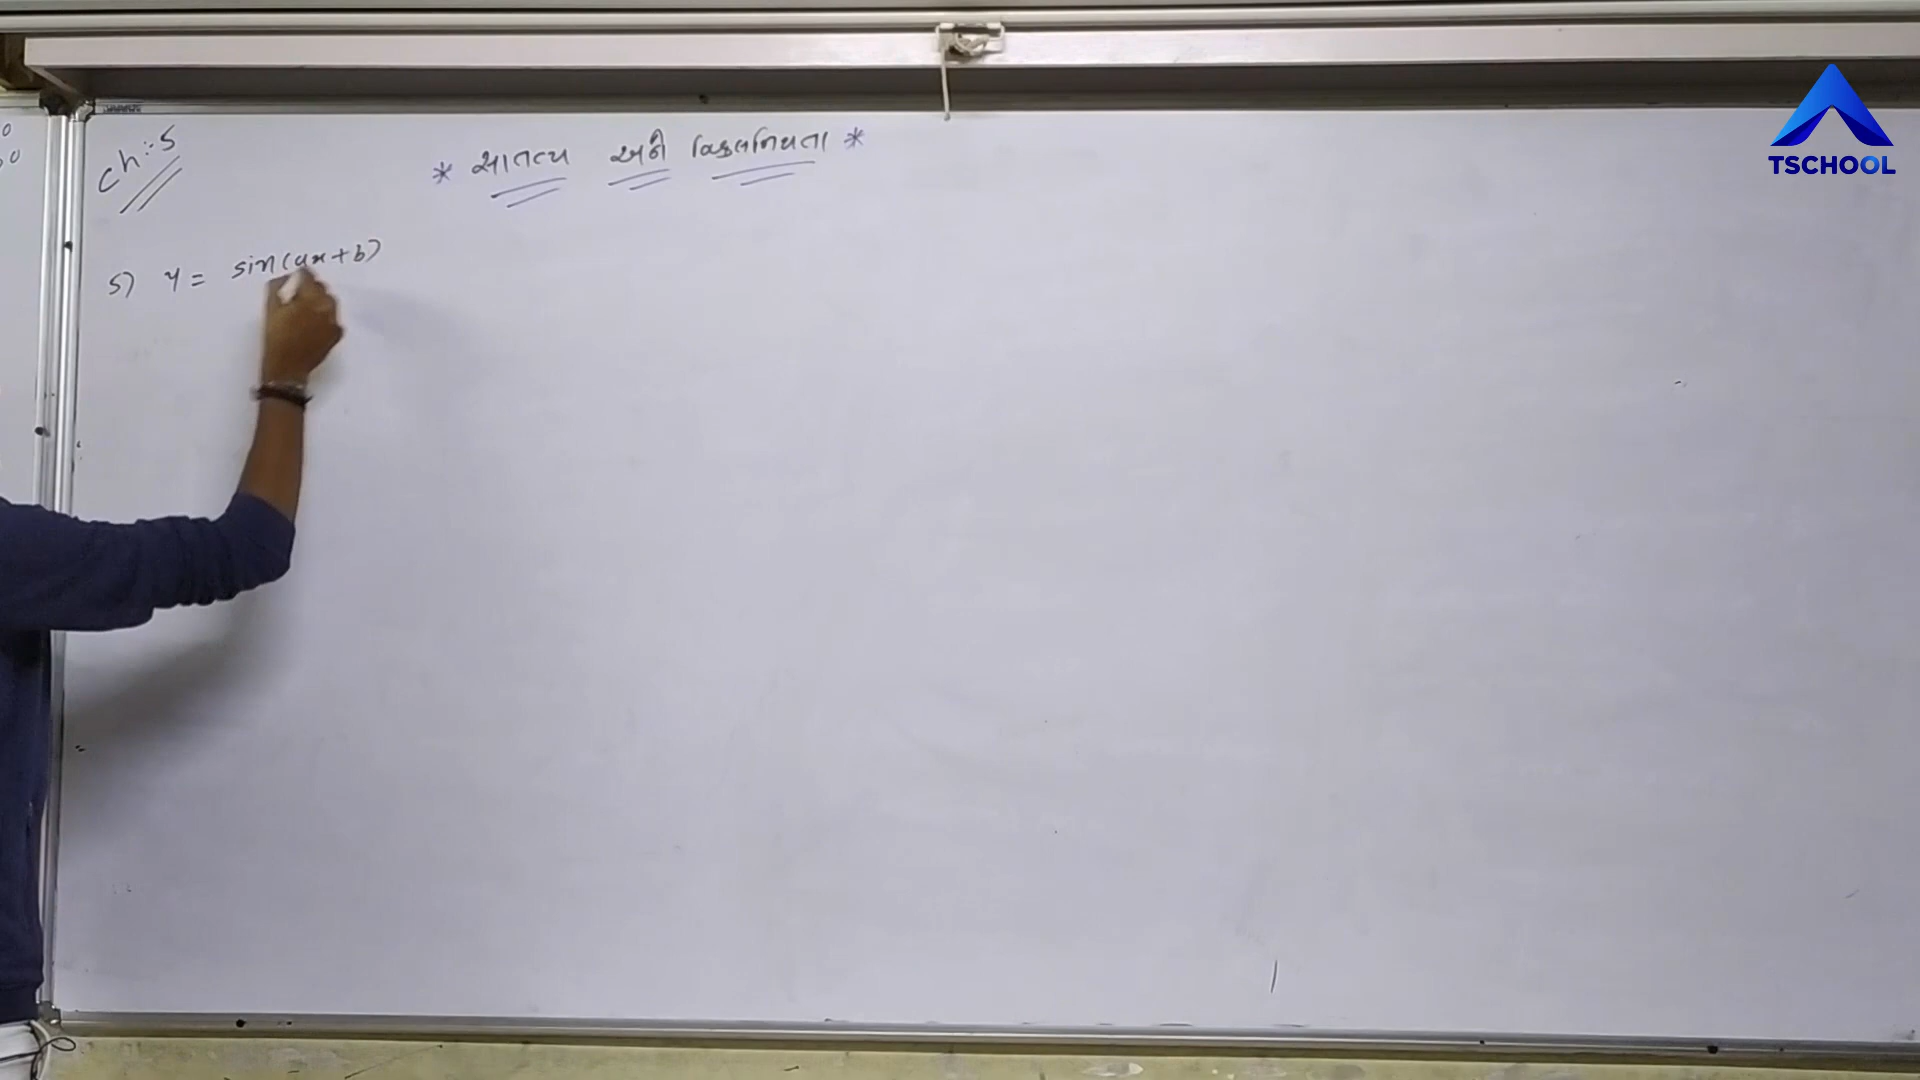 ch :- 5
* સાતત્ય અને વિકલનિયતા *
TSCHOOL
5) y = sin(ax+b)